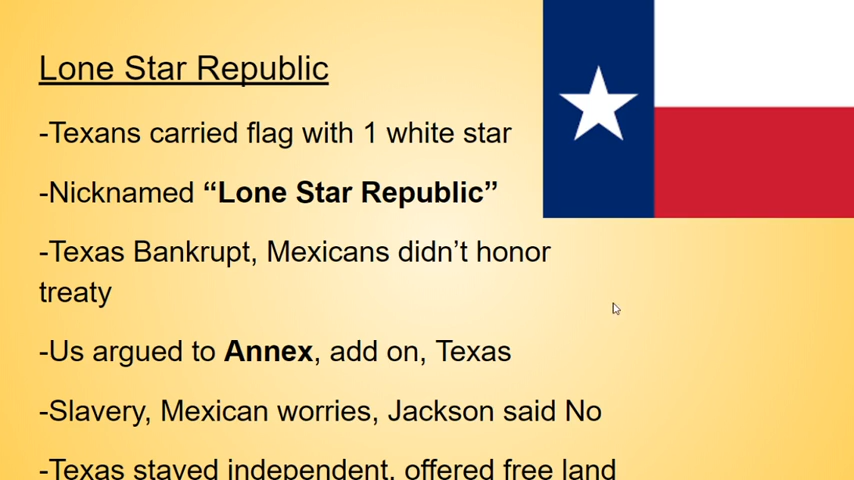 Lone Star Republic
-Texans carried flag with 1 white star
-Nicknamed “Lone Star Republic”
-Texas Bankrupt, Mexicans didn’t honor
treaty
-Us argued to Annex, add on, Texas
-Slavery, Mexican worries, Jackson said No
-Texas stayed independent, offered free land